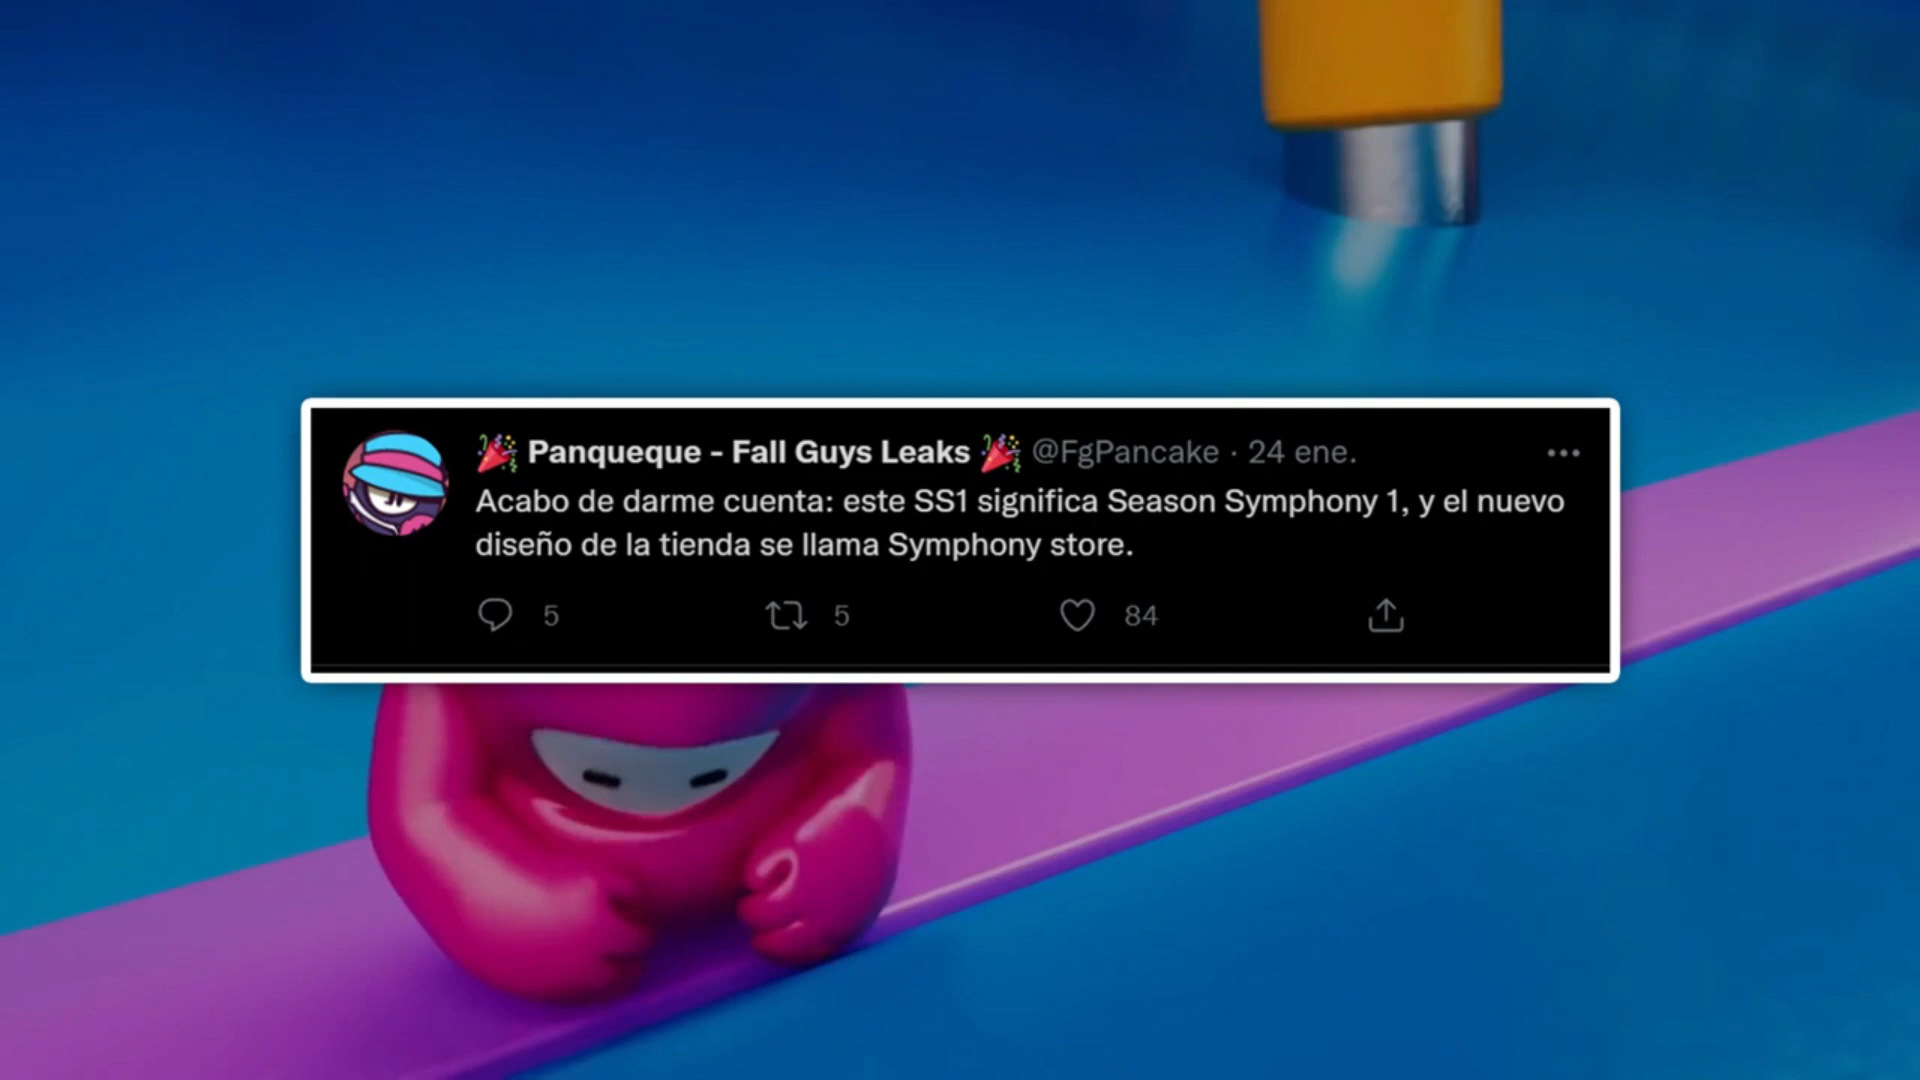 🎉 Panqueque - Fall Guys Leaks 🎉 @FgPancake · 24 ene.
Acabo de darme cuenta: este SS1 significa Season Symphony 1, y el nuevo
diseño de la tienda se llama Symphony store.
5 5 84